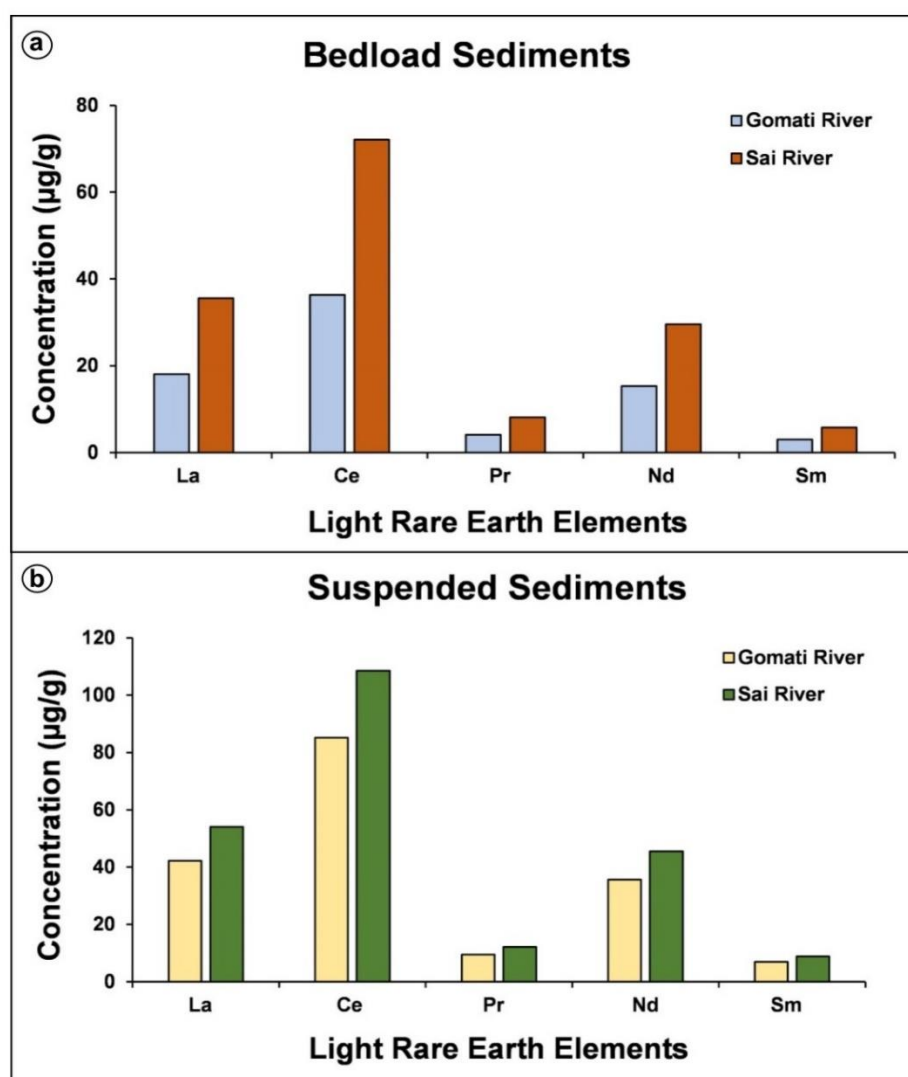 a
Bedload Sediments
Concentration (µg/g)
80
60
40
20
0
Gomati River
Sai River
La Ce Pr Nd Sm
Light Rare Earth Elements
b
Suspended Sediments
Concentration (µg/g)
120
100
80
60
40
20
0
Gomati River
Sai River
La Ce Pr Nd Sm
Light Rare Earth Elements